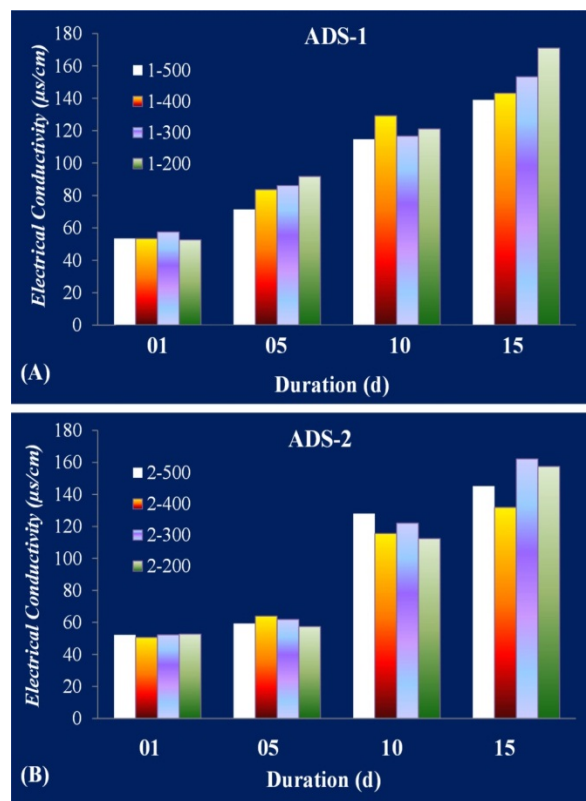 ADS-1
Electrical Conductivity (µs/cm)
180
160
140
120
100
80
60
40
20
0
1-500
1-400
1-300
1-200
01 05 10 15
(A)
Duration (d)
ADS-2
Electrical Conductivity (µs/cm)
180
160
140
120
100
80
60
40
20
0
2-500
2-400
2-300
2-200
01 05 10 15
(B)
Duration (d)